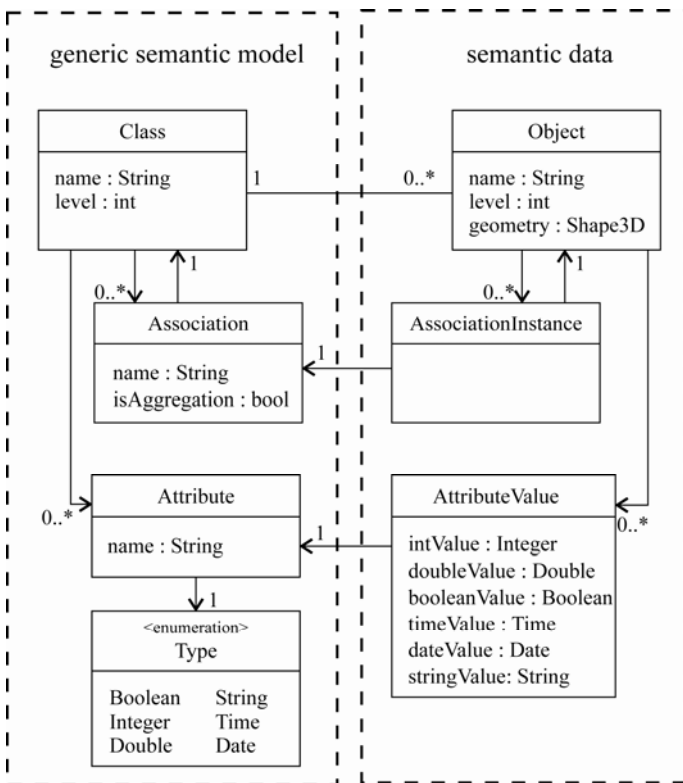 generic semantic model
semantic data
Class
name : String
level : int
1
0..*
Object
name : String
level : int
geometry : Shape3D
0..*
1
0..*
1
Association
name : String
isAggregation : bool
1
AssociationInstance
0..*
Attribute
name : String
1
AttributeValue
0..*
intValue : Integer
doubleValue : Double
booleanValue : Boolean
timeValue : Time
dateValue : Date
stringValue: String
1
<enumeration>
Type
Boolean String
Integer Time
Double Date